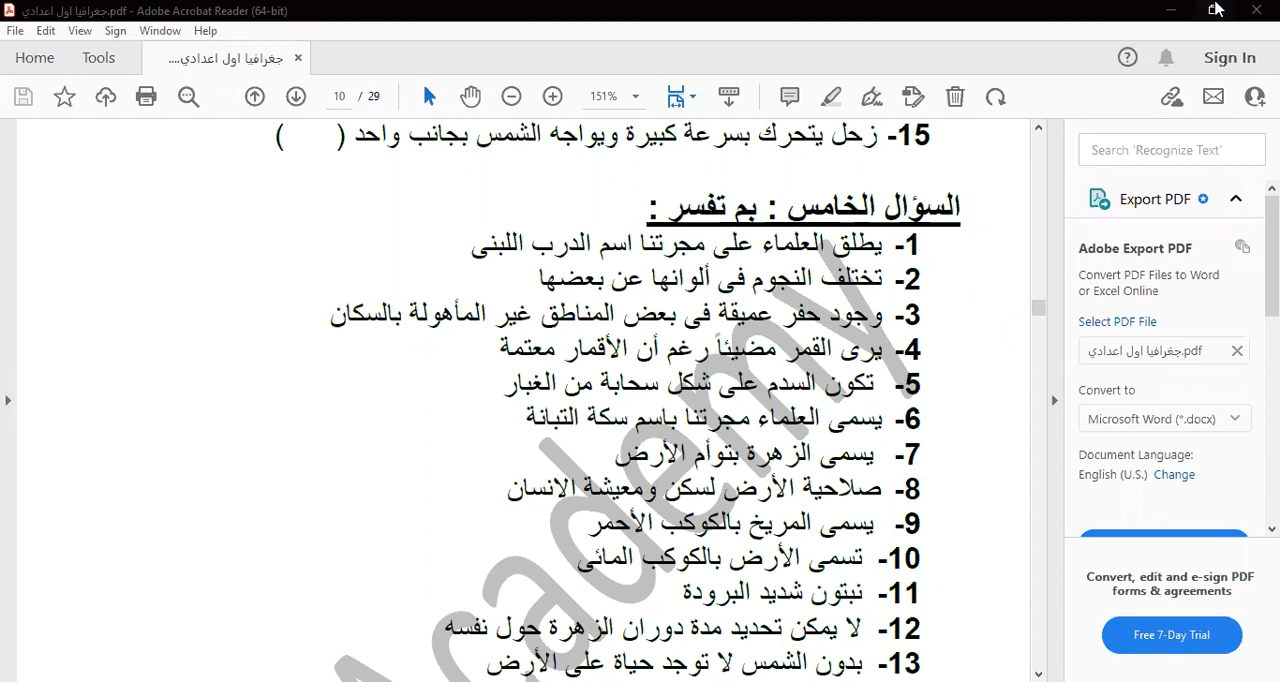 جغرافيا اول اعدادي.pdf - Adobe Acrobat Reader (64-bit)
File Edit View Sign Window Help
Home Tools جغرافيا اول اعدادي.... × Sign In
10 / 29 151%
15- زحل يتحرك بسرعة كبيرة ويواجه الشمس بجانب واحد ( )
السؤال الخامس : بم تفسر :
1- يطلق العلماء على مجرتنا اسم الدرب اللبنى
2- تختلف النجوم فى ألوانها عن بعضها
3- وجود حفر عميقة فى بعض المناطق غير المأهولة بالسكان
4- يرى القمر مضيئاً رغم أن الأقمار معتمة
5- تكون السدم على شكل سحابة من الغبار
6- يسمى العلماء مجرتنا باسم سكة التبانة
7- يسمى الزهرة بتوأم الأرض
8- صلاحية الأرض لسكن ومعيشة الانسان
9- يسمى المريخ بالكوكب الأحمر
10- تسمى الأرض بالكوكب المائى
11- نبتون شديد البرودة
12- لا يمكن تحديد مدة دوران الزهرة حول نفسه
13- بدون الشمس لا توجد حياة على الأرض
cademy
Search 'Recognize Text'
Export PDF
Adobe Export PDF
Convert PDF Files to Word
or Excel Online
Select PDF File
جغرافيا اول اعدادي.pdf
Convert to
Microsoft Word (*.docx)
Document Language:
English (U.S.) Change
Convert, edit and e-sign PDF
forms & agreements
Free 7-Day Trial